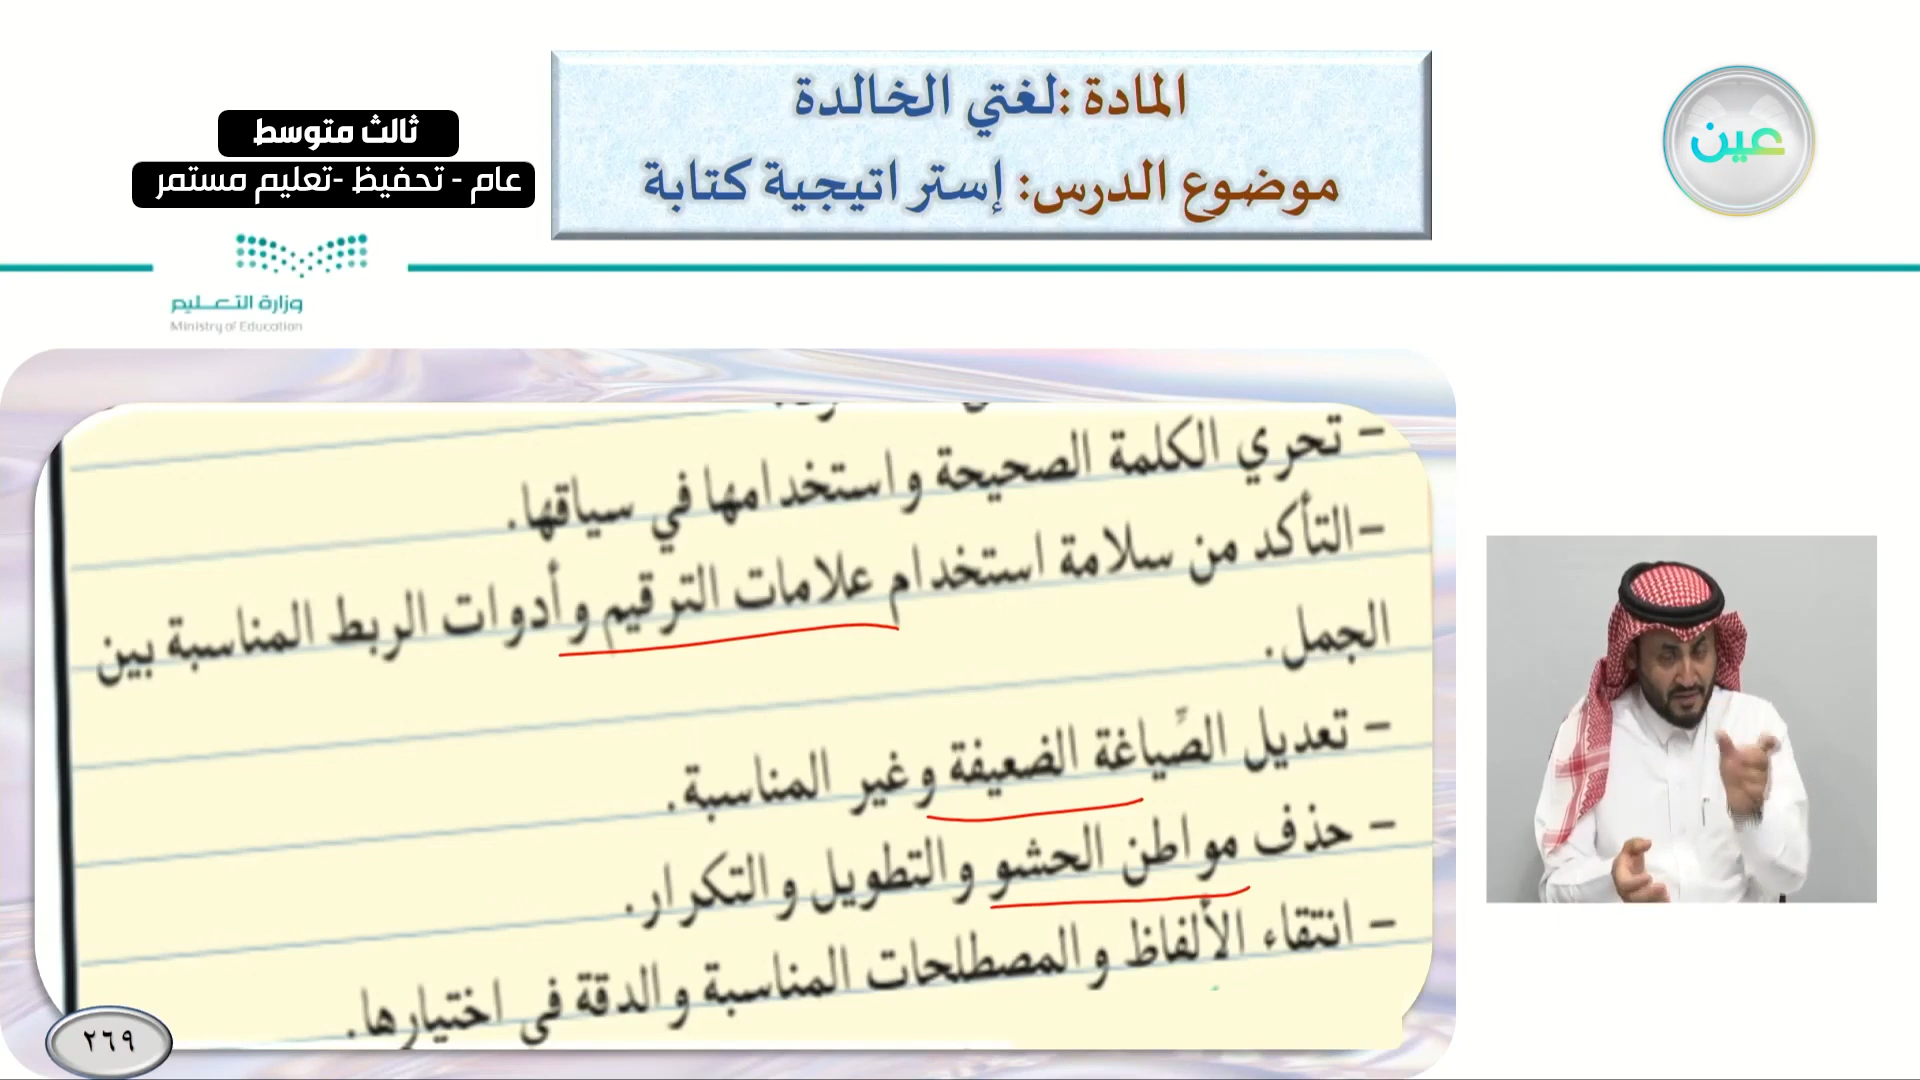 المادة :لغتي الخالدة
موضوع الدرس: إستراتيجية كتابة
ثالث متوسط
عام - تحفيظ -تعليم مستمر
عين
وزارة التعليم
Ministry of Education
- تحري الكلمة الصحيحة واستخدامها في سياقها.
-التأكد من سلامة استخدام علامات الترقيم وأدوات الربط المناسبة بين
الجمل.
- تعديل الصِّياغة الضعيفة وغير المناسبة.
- حذف مواطن الحشو والتطويل والتكرار.
- انتقاء الألفاظ والمصطلحات المناسبة والدقة في اختيارها.
٢٦٩